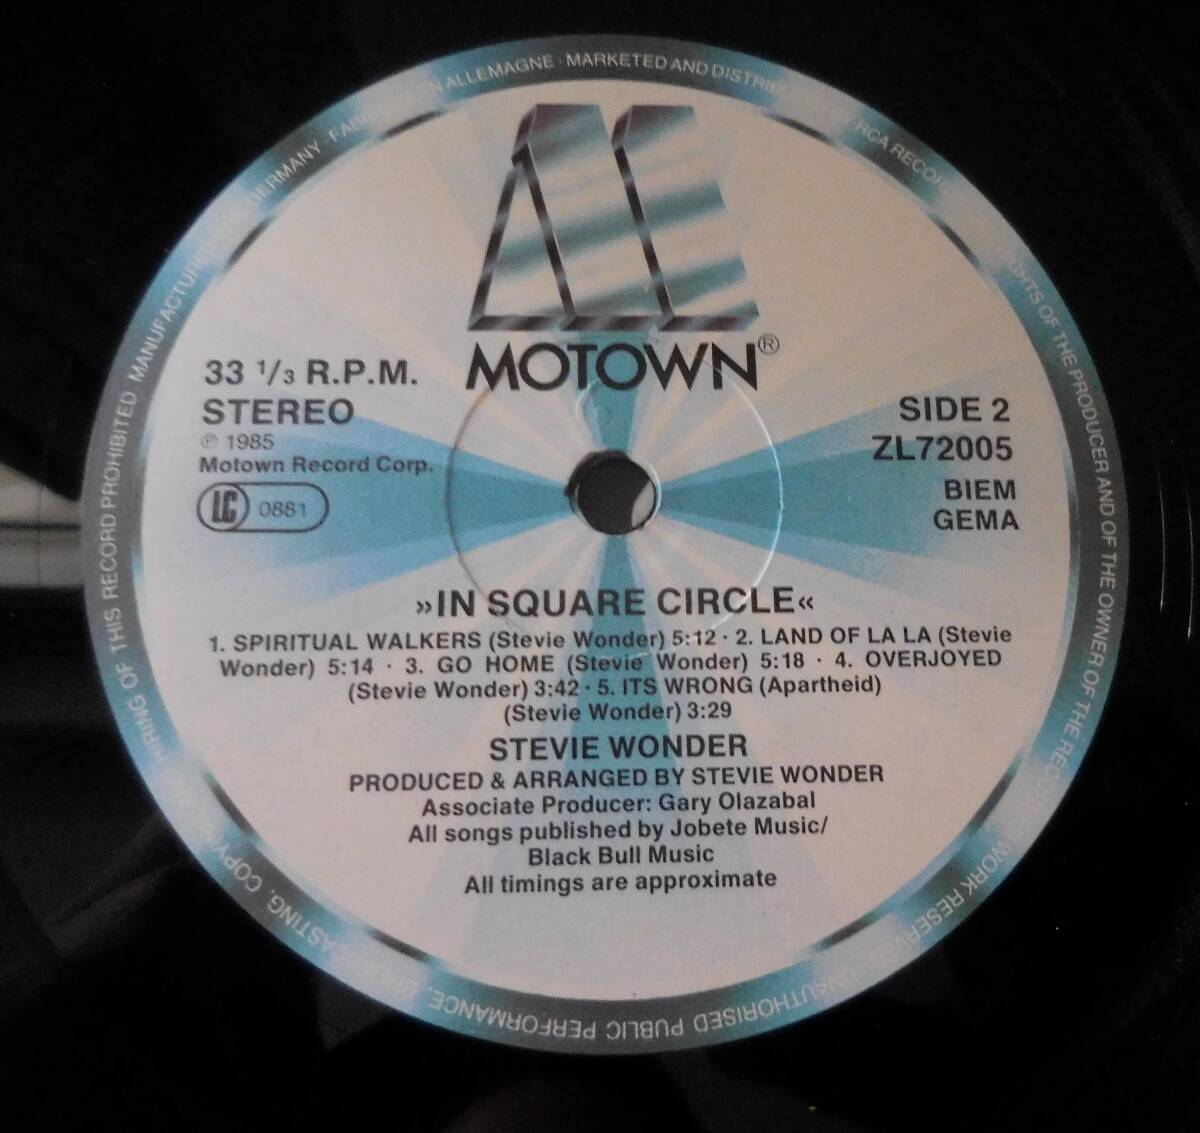 MOTOWN®
33 1/3 R.P.M.
STEREO
℗ 1985
Motown Record Corp.
LC 0881
SIDE 2
ZL72005
BIEM
GEMA
»IN SQUARE CIRCLE«
1. SPIRITUAL WALKERS (Stevie Wonder) 5:12 · 2. LAND OF LA LA (Stevie
Wonder) 5:14 · 3. GO HOME (Stevie Wonder) 5:18 · 4. OVERJOYED
(Stevie Wonder) 3:42 · 5. ITS WRONG (Apartheid)
(Stevie Wonder) 3:29
STEVIE WONDER
PRODUCED & ARRANGED BY STEVIE WONDER
Associate Producer: Gary Olazabal
All songs published by Jobete Music/
Black Bull Music
All timings are approximate
MANUFACTURED IN GERMANY · ALLEMAGNE · MARKETED AND DISTRIBUTED BY RCA RECORDS RIGHTS OF THE PRODUCER AND OF THE OWNER OF THE RECORDED WORK RESERVED. UNAUTHORISED PUBLIC PERFORMANCE, BROADCASTING, COPYING AND HIRING OF THIS RECORD PROHIBITED